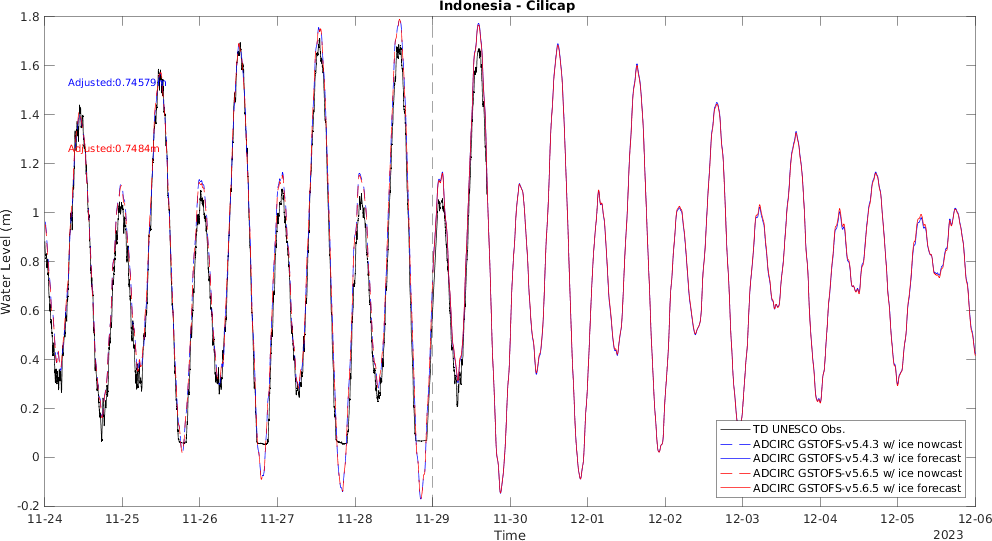 Indonesia - Cilicap
1.8
1.6
1.4
1.2
1
0.8
0.6
0.4
0.2
0
-0.2
Water Level (m)
Adjusted:0.74579m
Adjusted:0.7484m
TD UNESCO Obs.
ADCIRC GSTOFS-v5.4.3 w/ ice nowcast
ADCIRC GSTOFS-v5.4.3 w/ ice forecast
ADCIRC GSTOFS-v5.6.5 w/ ice nowcast
ADCIRC GSTOFS-v5.6.5 w/ ice forecast
11-24 11-25 11-26 11-27 11-28 11-29 11-30 12-01 12-02 12-03 12-04 12-05 12-06
Time
2023